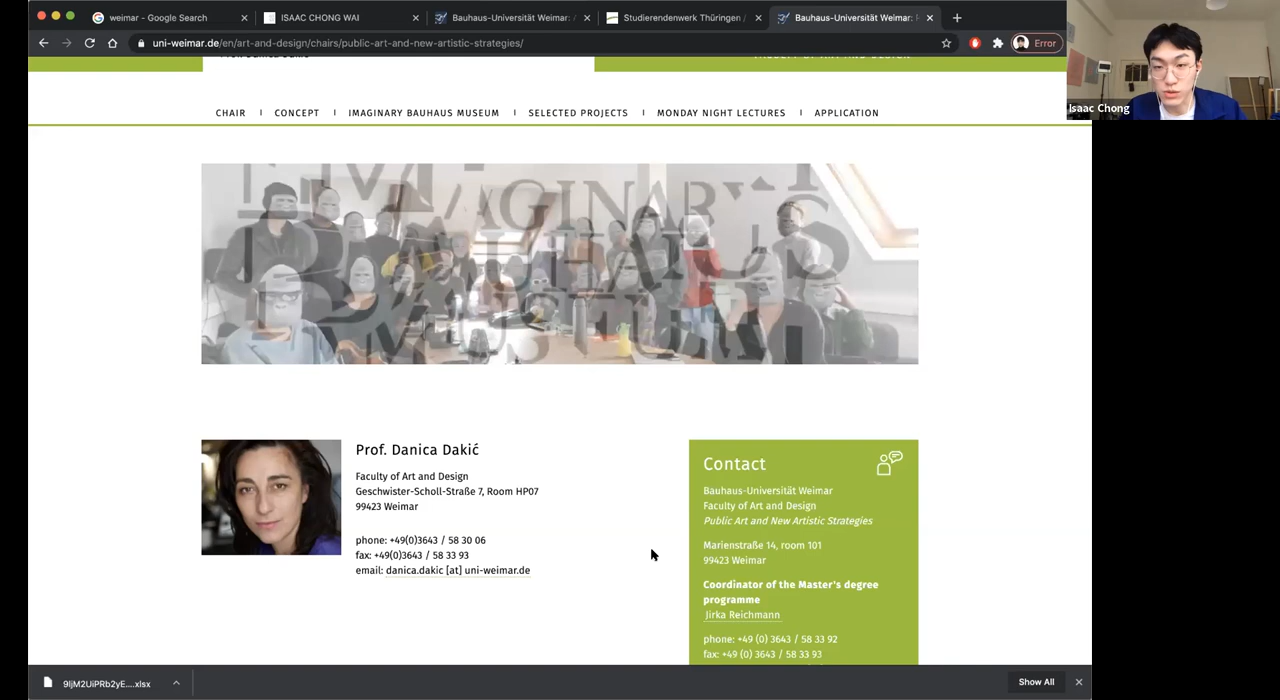 weimar - Google Search
ISAAC CHONG WAI
Bauhaus-Universität Weimar:
Studierendenwerk Thüringen /
Bauhaus-Universität Weimar:
uni-weimar.de/en/art-and-design/chairs/public-art-and-new-artistic-strategies/
Error
Isaac Chong
CHAIR
CONCEPT
IMAGINARY BAUHAUS MUSEUM
SELECTED PROJECTS
MONDAY NIGHT LECTURES
APPLICATION
IMAGINARY
BAUHAUS
MUSEUM
Prof. Danica Dakić
Faculty of Art and Design
Geschwister-Scholl-Straße 7, Room HP07
99423 Weimar
phone: +49(0)3643 / 58 30 06
fax: +49(0)3643 / 58 33 93
email: danica.dakic [at] uni-weimar.de
Contact
Bauhaus-Universität Weimar
Faculty of Art and Design
Public Art and New Artistic Strategies
Marienstraße 14, room 101
99423 Weimar
Coordinator of the Master's degree
programme
Jirka Reichmann
phone: +49 (0) 3643 / 58 33 92
fax: +49 (0) 3643 / 58 33 93
9IjM2UiPRb2yE....xlsx
Show All